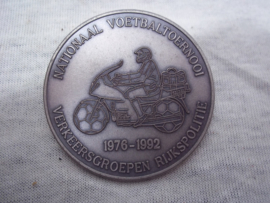 NATIONAAL VOETBALTOERNOOI
1976-1992
VERKEERSGROEPEN RIJKSPOLITIE